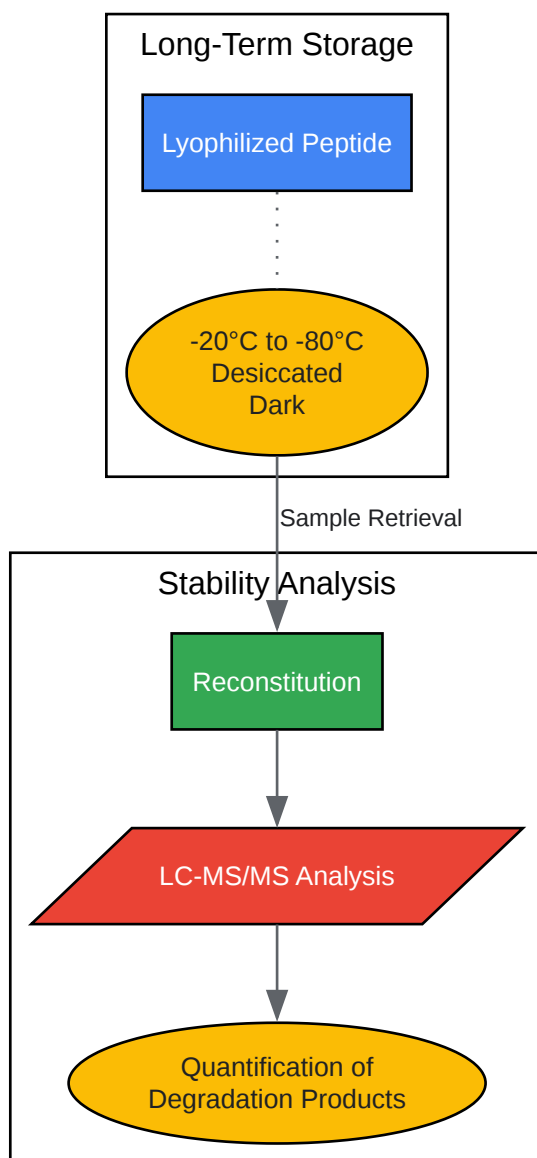 Long-Term Storage
Lyophilized Peptide
-20°C to -80°C
Desiccated
Dark
Sample Retrieval
Stability Analysis
Reconstitution
LC-MS/MS Analysis
Quantification of
Degradation Products